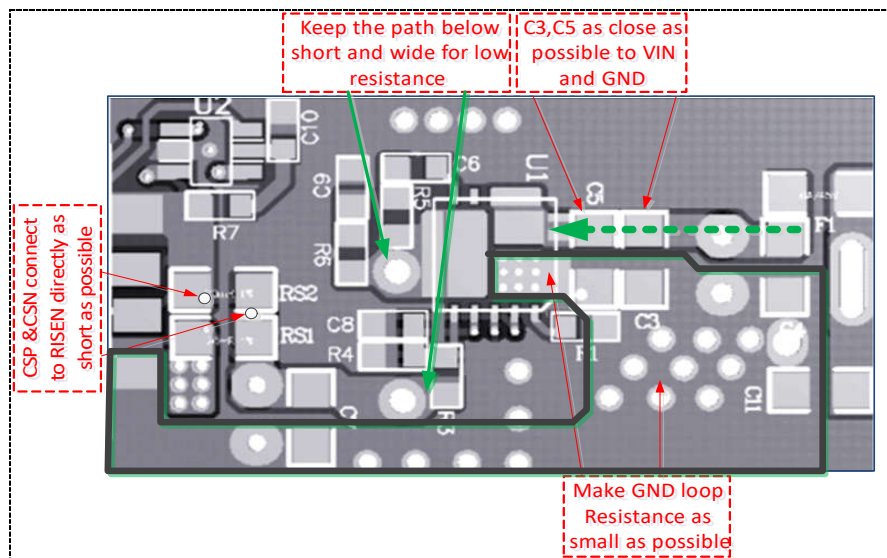 Keep the path below
short and wide for low
resistance
C3,C5 as close as
possible to VIN
and GND
U2
C10
C9
C6
R5
U1
C5
F1
R7
R6
CSP &CSN connect
to RISEN directly as
short as possible
RS2
RS1
C8
R4
C3
R1
R3
C11
Make GND loop
Resistance as
small as possible